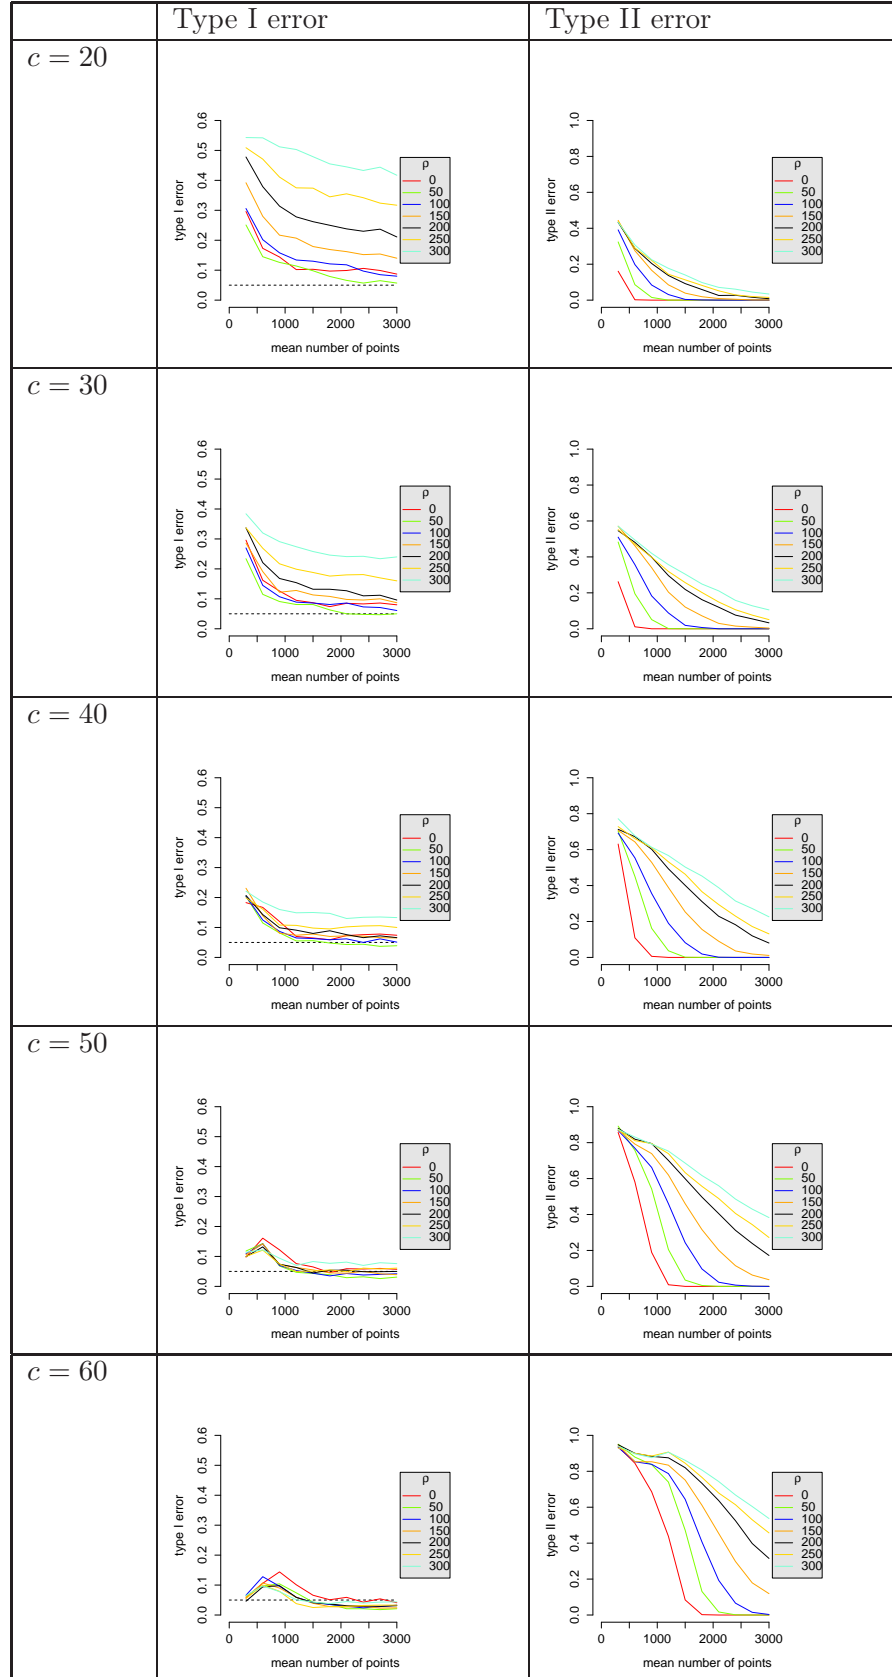 Type I error Type II error
c = 20
type I error
0.0 0.1 0.2 0.3 0.4 0.5 0.6
0 1000 2000 3000
mean number of points
ρ
0
50
100
150
200
250
300
type II error
0.0 0.2 0.4 0.6 0.8 1.0
0 1000 2000 3000
mean number of points
ρ
0
50
100
150
200
250
300
c = 30
type I error
0.0 0.1 0.2 0.3 0.4 0.5 0.6
0 1000 2000 3000
mean number of points
ρ
0
50
100
150
200
250
300
type II error
0.0 0.2 0.4 0.6 0.8 1.0
0 1000 2000 3000
mean number of points
ρ
0
50
100
150
200
250
300
c = 40
type I error
0.0 0.1 0.2 0.3 0.4 0.5 0.6
0 1000 2000 3000
mean number of points
ρ
0
50
100
150
200
250
300
type II error
0.0 0.2 0.4 0.6 0.8 1.0
0 1000 2000 3000
mean number of points
ρ
0
50
100
150
200
250
300
c = 50
type I error
0.0 0.1 0.2 0.3 0.4 0.5 0.6
0 1000 2000 3000
mean number of points
ρ
0
50
100
150
200
250
300
type II error
0.0 0.2 0.4 0.6 0.8 1.0
0 1000 2000 3000
mean number of points
ρ
0
50
100
150
200
250
300
c = 60
type I error
0.0 0.1 0.2 0.3 0.4 0.5 0.6
0 1000 2000 3000
mean number of points
ρ
0
50
100
150
200
250
300
type II error
0.0 0.2 0.4 0.6 0.8 1.0
0 1000 2000 3000
mean number of points
ρ
0
50
100
150
200
250
300